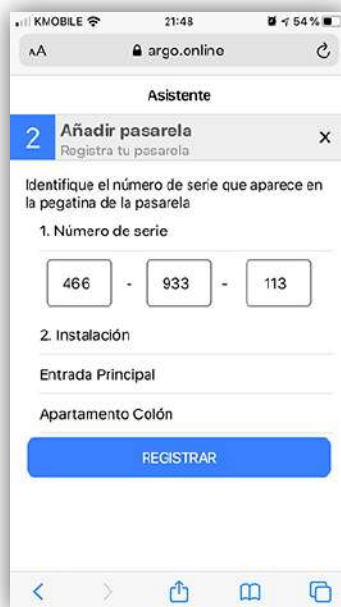 KMOBILE 21:48 54 %
AA argo.online
Asistente
2 Añadir pasarela
Registra tu pasarela
Identifique el número de serie que aparece en
la pegatina de la pasarela
1. Número de serie
466 - 933 - 113
2. Instalación
Entrada Principal
Apartamento Colón
REGISTRAR